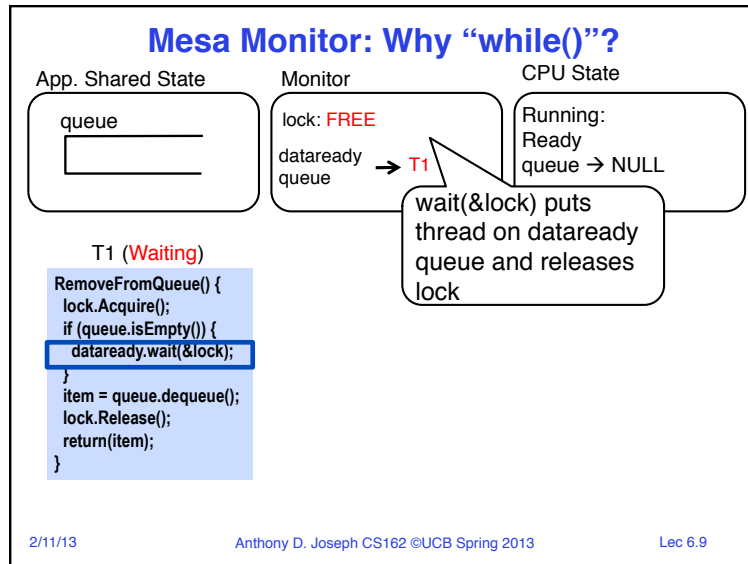 Mesa Monitor: Why “while()”?
App. Shared State
Monitor
CPU State
queue
lock: FREE
dataready
queue → T1
Running:
Ready
queue → NULL
wait(&lock) puts
thread on dataready
queue and releases
lock
T1 (Waiting)
RemoveFromQueue() {
lock.Acquire();
if (queue.isEmpty()) {
dataready.wait(&lock);
}
item = queue.dequeue();
lock.Release();
return(item);
}
2/11/13
Anthony D. Joseph CS162 ©UCB Spring 2013
Lec 6.9